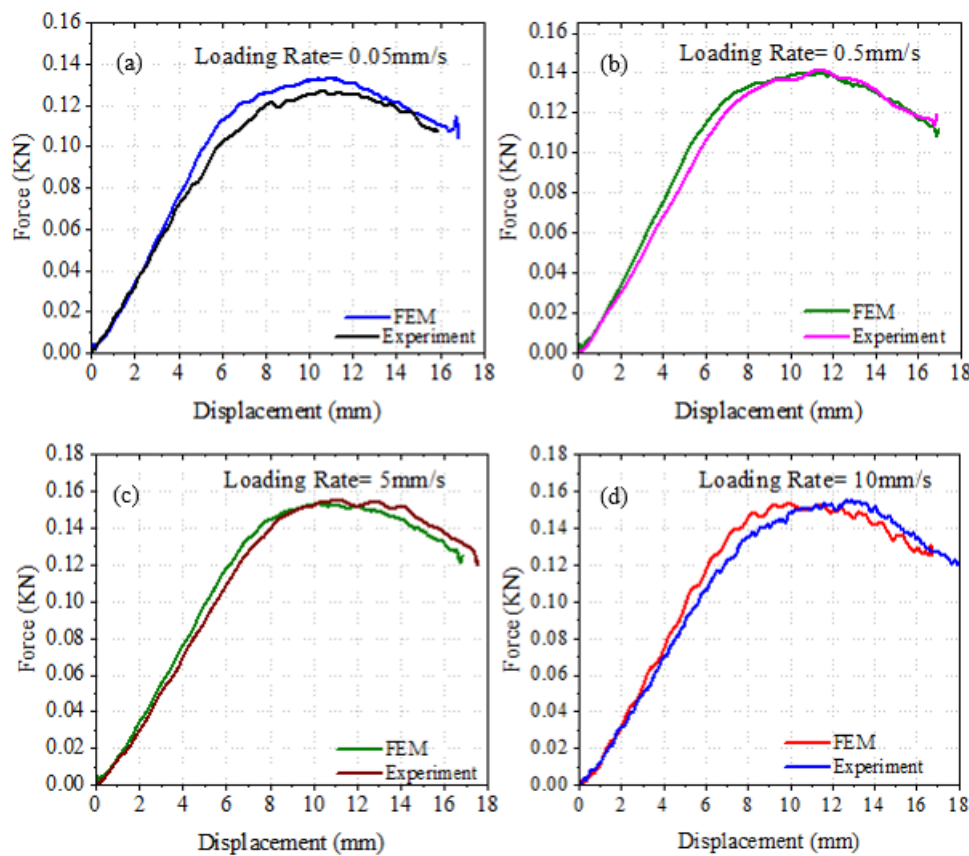 (a)
Loading Rate= 0.05mm/s
0.16
0.14
0.12
0.10
0.08
0.06
0.04
0.02
0.00
Force (KN)
FEM
Experiment
0 2 4 6 8 10 12 14 16 18
Displacement (mm)
(b)
Loading Rate= 0.5mm/s
0.16
0.14
0.12
0.10
0.08
0.06
0.04
0.02
0.00
Force (KN)
FEM
Experiment
0 2 4 6 8 10 12 14 16 18
Displacement (mm)
(c)
Loading Rate= 5mm/s
0.18
0.16
0.14
0.12
0.10
0.08
0.06
0.04
0.02
0.00
Force (KN)
FEM
Experiment
0 2 4 6 8 10 12 14 16 18
Displacement (mm)
(d)
Loading Rate= 10mm/s
0.18
0.16
0.14
0.12
0.10
0.08
0.06
0.04
0.02
0.00
Force (KN)
FEM
Experiment
0 2 4 6 8 10 12 14 16 18
Displacement (mm)